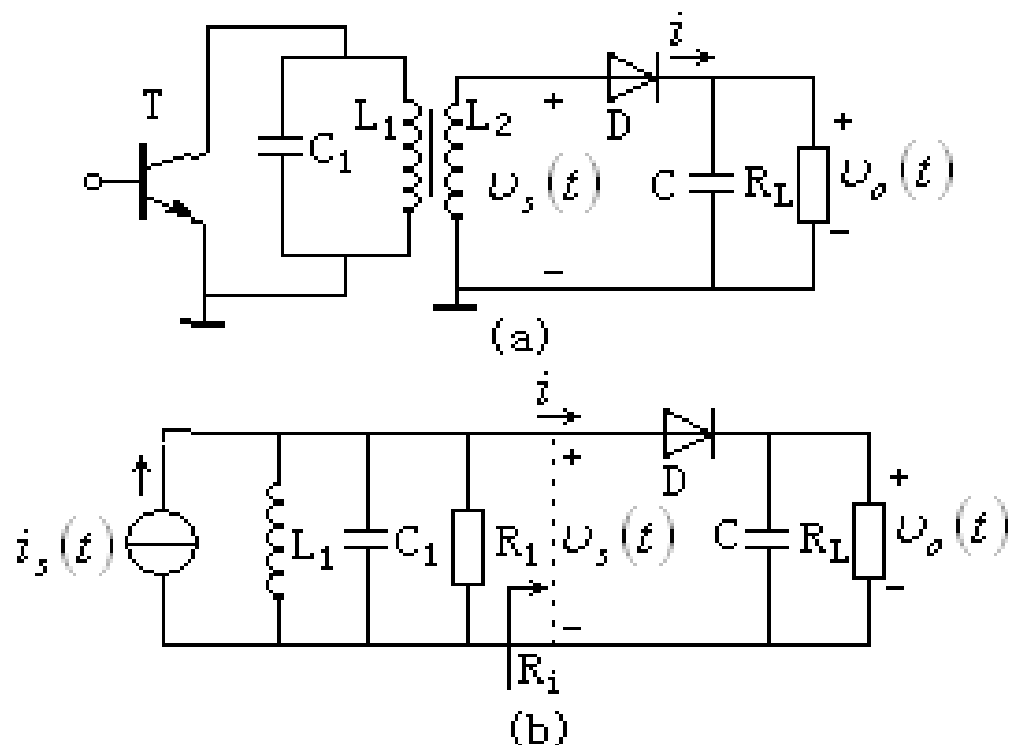 T
C1
L1
L2
+
υs(t)
−
D
i
C
RL
+
υo(t)
−
(a)
is(t)
L1
C1
R1
i
+
υs(t)
−
Ri
D
C
RL
+
υo(t)
−
(b)